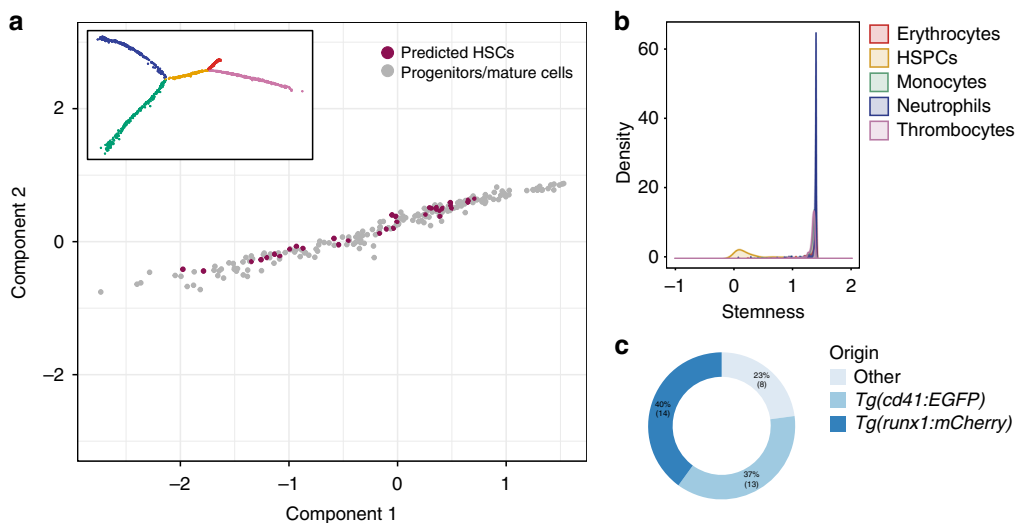 a
Predicted HSCs
Progenitors/mature cells
2
0
−2
Component 2
−2
−1
0
1
Component 1
b
60
40
20
0
Density
−1
0
1
2
Stemness
Erythrocytes
HSPCs
Monocytes
Neutrophils
Thrombocytes
c
23%
(8)
40%
(14)
37%
(13)
Origin
Other
Tg(cd41:EGFP)
Tg(runx1:mCherry)